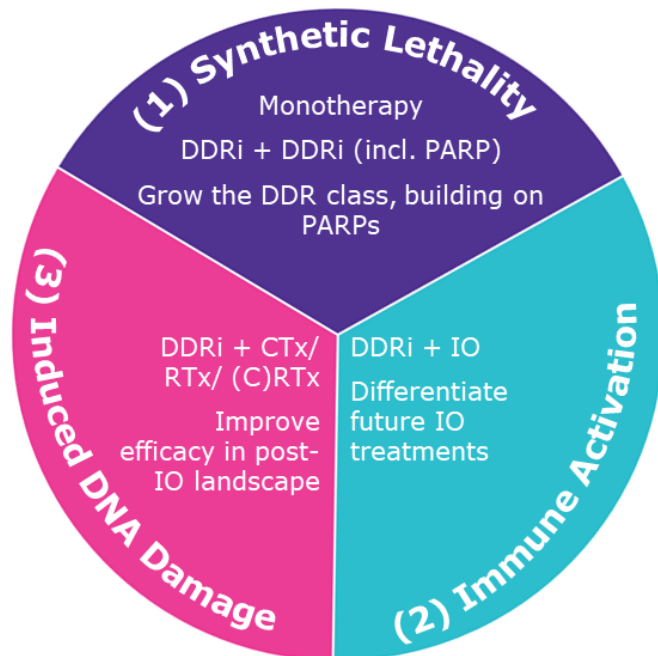 (1) Synthetic Lethality
Monotherapy
DDRi + DDRi (incl. PARP)
Grow the DDR class, building on
PARPs
(2) Immune Activation
DDRi + IO
Differentiate
future IO
treatments
(3) Induced DNA Damage
DDRi + CTx/
RTx/ (C)RTx
Improve
efficacy in post-
IO landscape